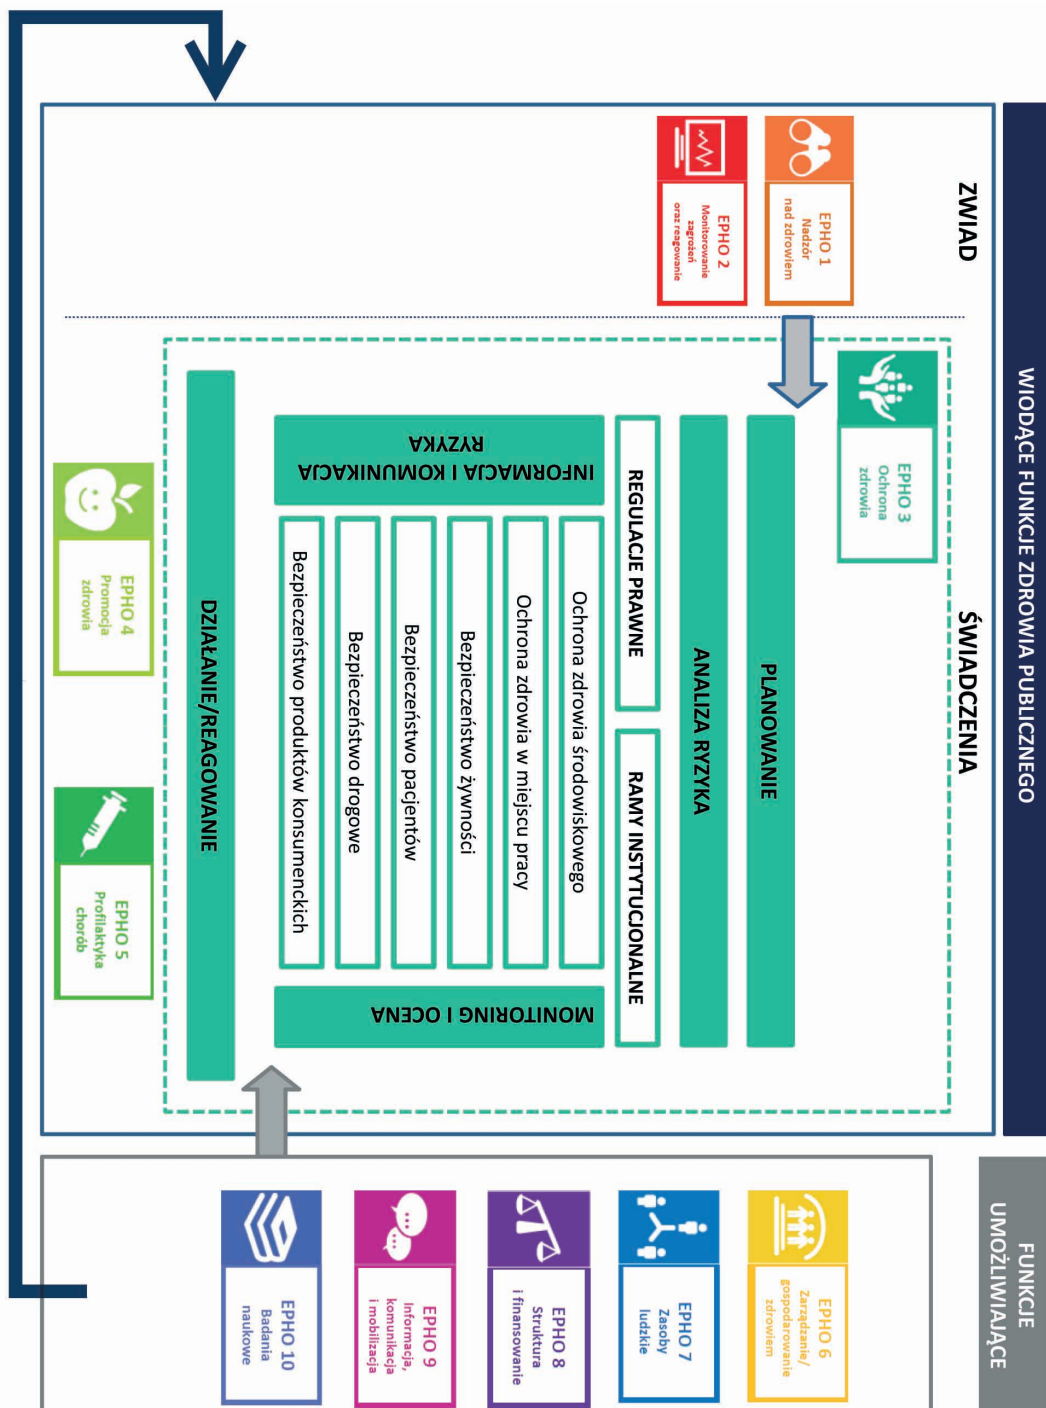 WIODĄCE FUNKCJE ZDROWIA PUBLICZNEGO
FUNKCJE
UMOŻLIWIAJĄCE
ZWIAD
ŚWIADCZENIA
EPHO 1
Nadzór
nad zdrowiem
EPHO 2
Monitorowanie
zagrożeń
oraz reagowanie
EPHO 3
Ochrona
zdrowia
PLANOWANIE
ANALIZA RYZYKA
REGULACJE PRAWNE
RAMY INSTYTUCJONALNE
INFORMACJA I KOMUNIKACJA
RYZYKA
Ochrona zdrowia środowiskowego
Ochrona zdrowia w miejscu pracy
Bezpieczeństwo żywności
Bezpieczeństwo pacjentów
Bezpieczeństwo drogowe
Bezpieczeństwo produktów konsumenckich
MONITORING I OCENA
DZIAŁANIE/REAGOWANIE
EPHO 4
Promocja
zdrowia
EPHO 5
Profilaktyka
chorób
EPHO 6
Zarządzanie/
gospodarowanie
zdrowiem
EPHO 7
Zasoby
ludzkie
EPHO 8
Struktura
i finansowanie
EPHO 9
Informacja,
komunikacja
i mobilizacja
EPHO 10
Badania
naukowe